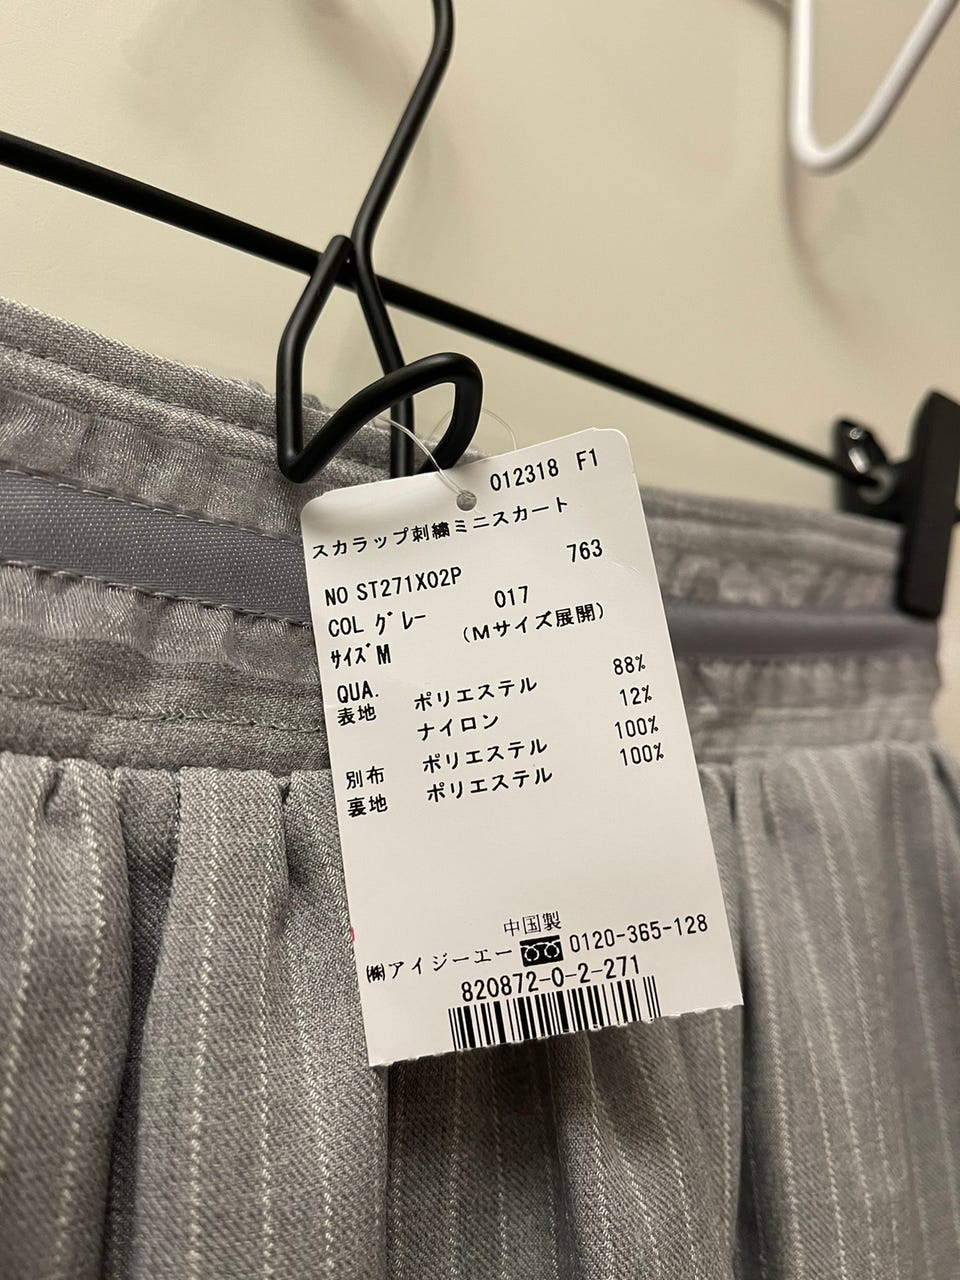 012318 F1
スカラップ刺繍ミニスカート
NO ST271X02P 763
COL グレー 017
サイズ M (Mサイズ展開)
QUA.
表地 ポリエステル 88%
ナイロン 12%
別布 ポリエステル 100%
裏地 ポリエステル 100%
中国製
㈱アイジーエー 0120-365-128
820872-0-2-271